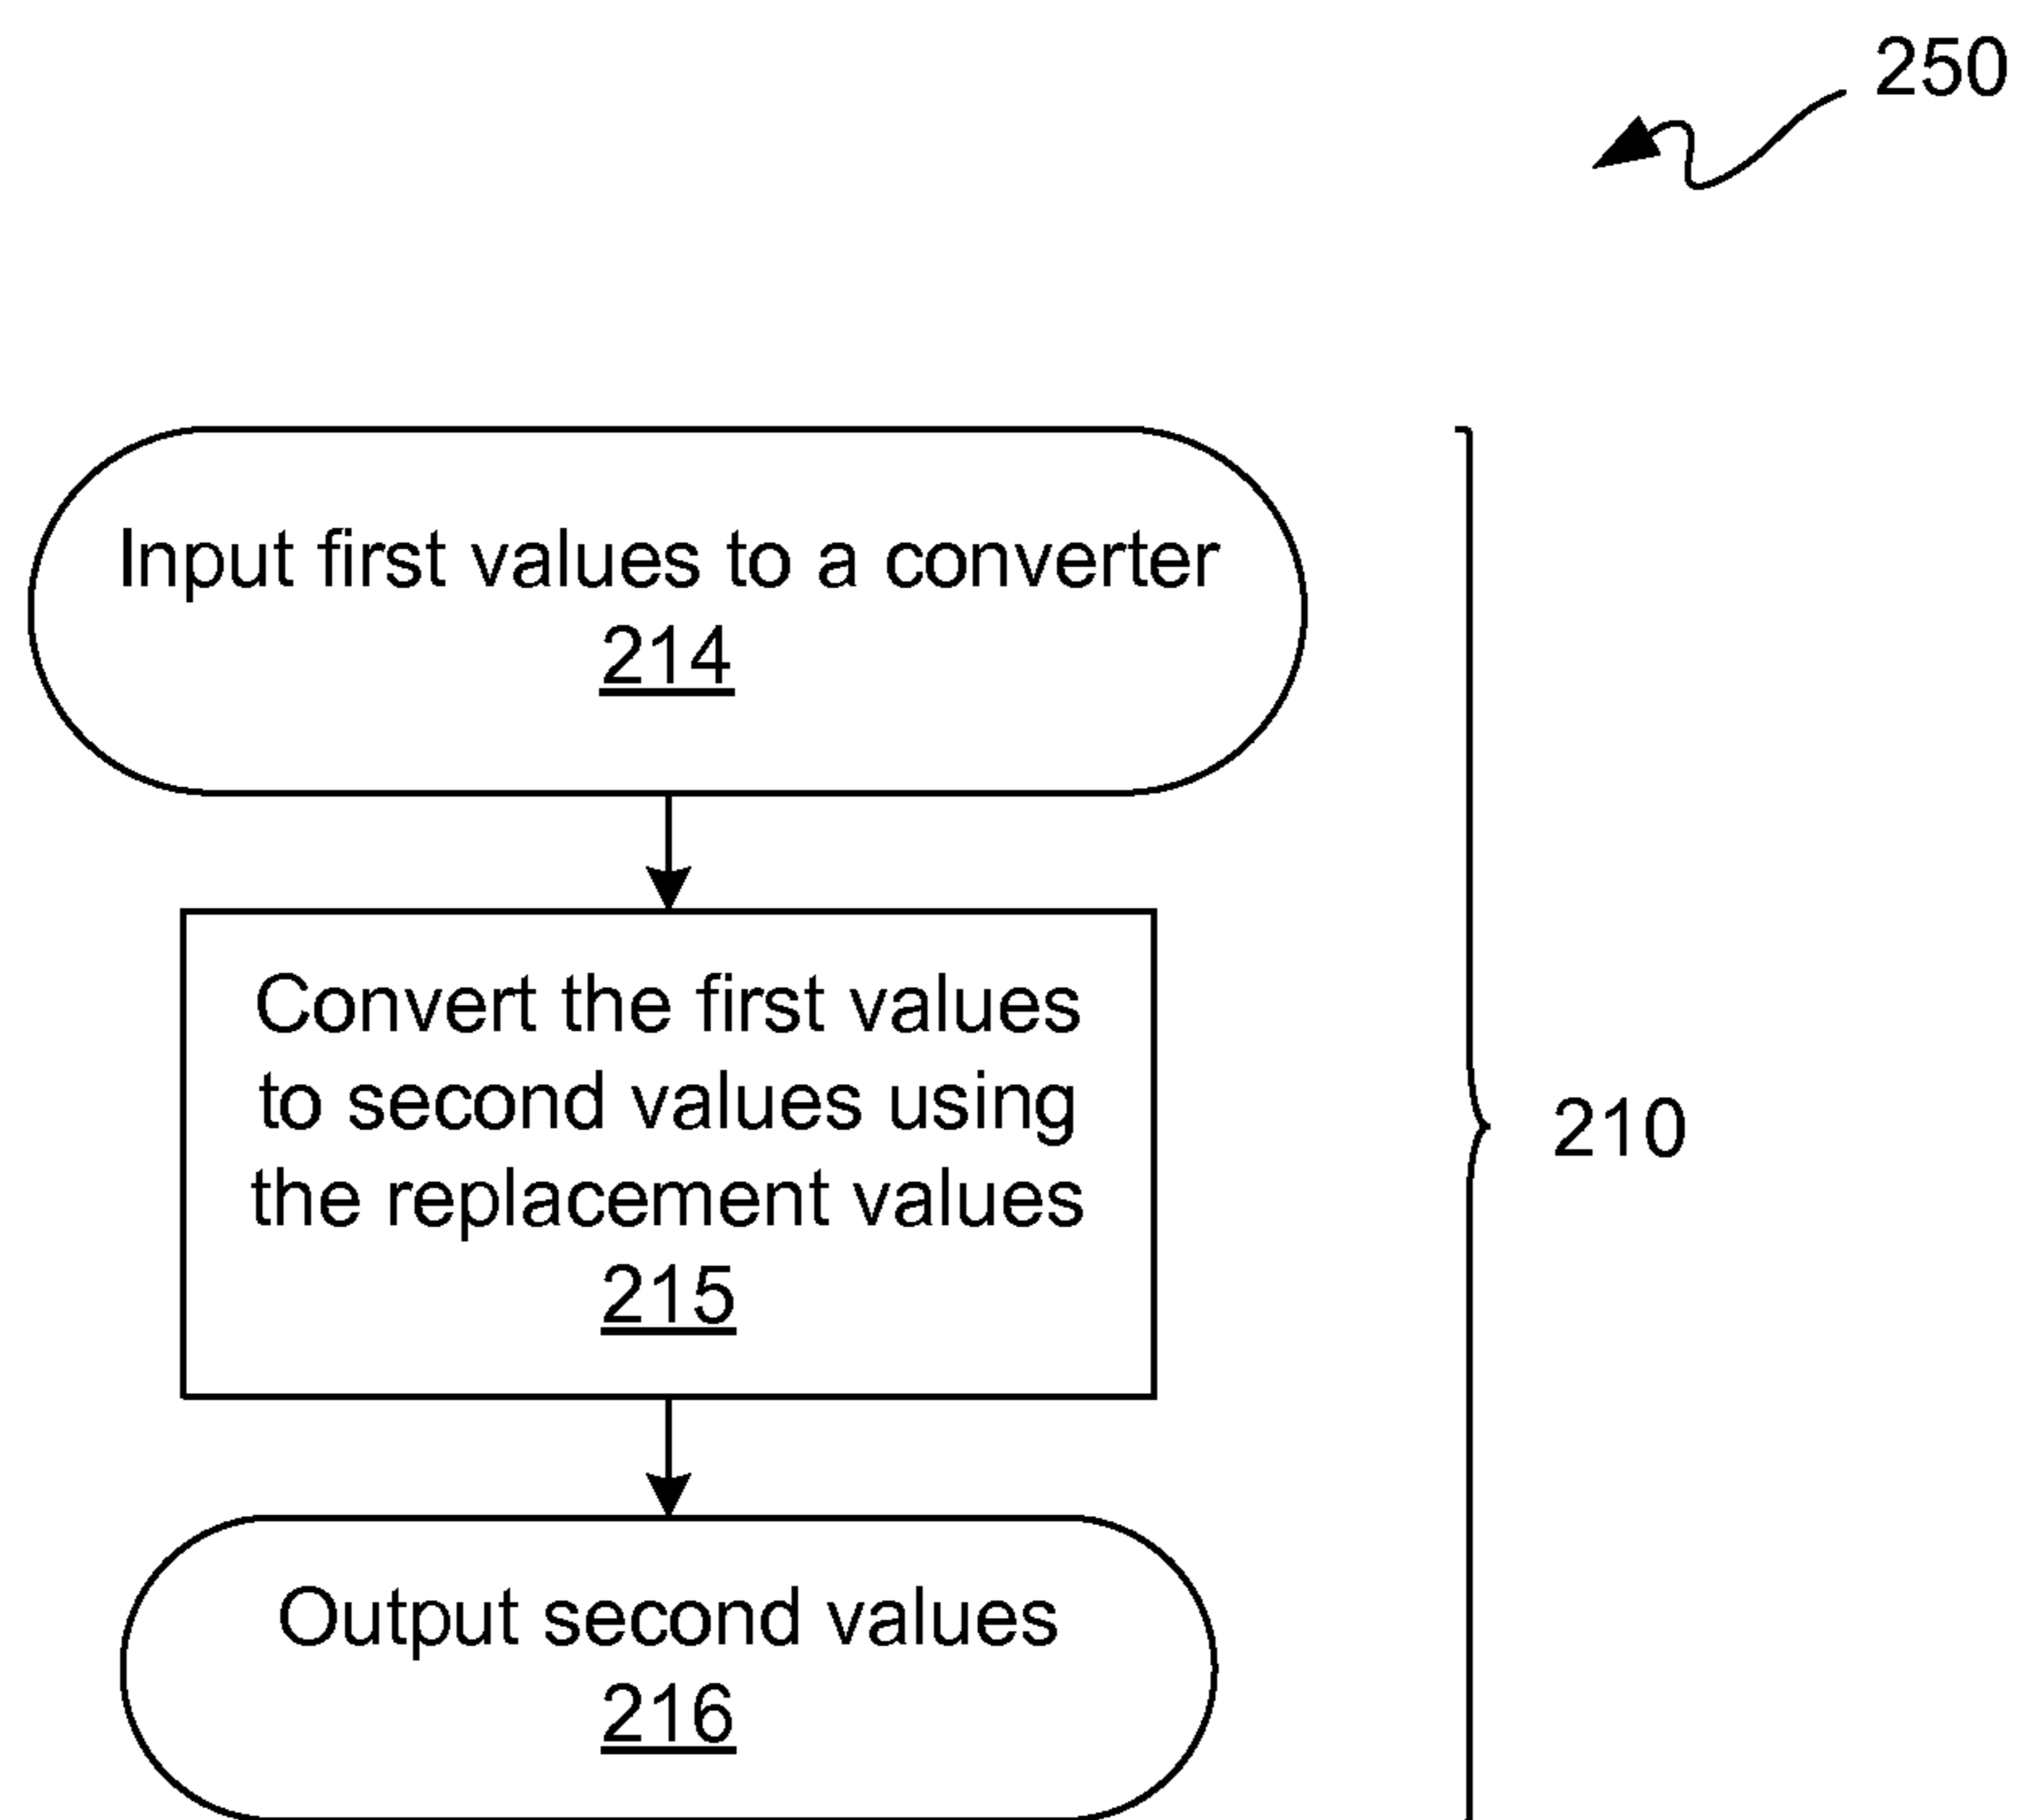 250
Input first values to a converter
214
Convert the first values
to second values using
the replacement values
215
210
Output second values
216